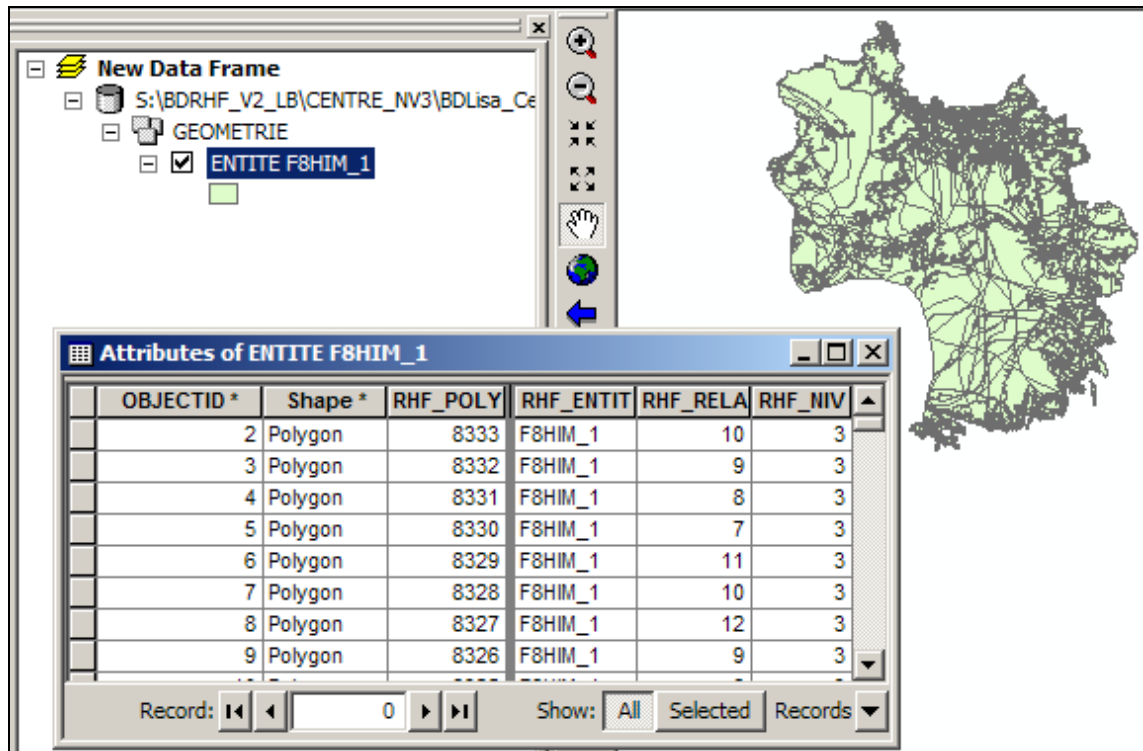 New Data Frame
S:\BDRHF_V2_LB\CENTRE_NV3\BDLisa_Ce
GEOMETRIE
ENTITE F8HIM_1
Attributes of ENTITE F8HIM_1
OBJECTID * Shape * RHF_POLY RHF_ENTIT RHF_RELA RHF_NIV
2 Polygon 8333 F8HIM_1 10 3
3 Polygon 8332 F8HIM_1 9 3
4 Polygon 8331 F8HIM_1 8 3
5 Polygon 8330 F8HIM_1 7 3
6 Polygon 8329 F8HIM_1 11 3
7 Polygon 8328 F8HIM_1 10 3
8 Polygon 8327 F8HIM_1 12 3
9 Polygon 8326 F8HIM_1 9 3
Record: 0 Show: All Selected Records